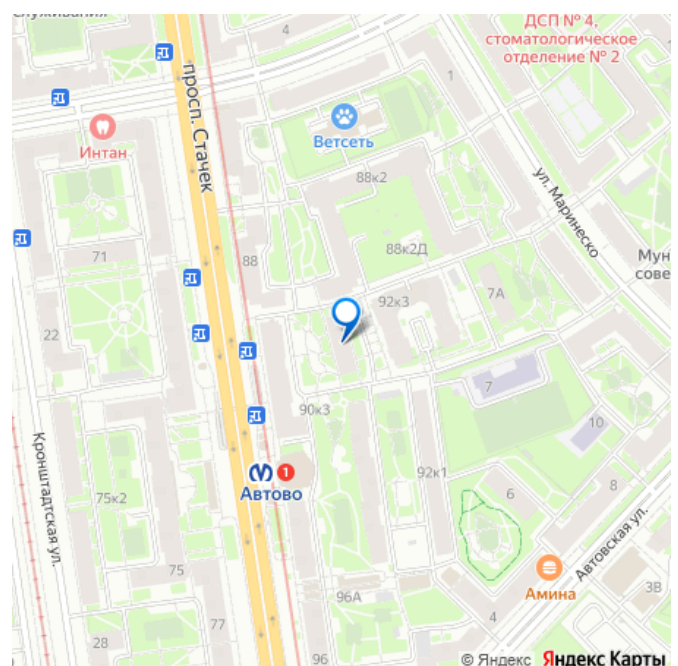 служивания
ДСП № 4,
стоматологическое
отделение № 2
просп. Стачек
1
Интан
Ветсеть
ул. Маринеско
88к2
71
88
88к2Д
Мун
сове
22
92к3
7А
90к3
7
10
Кронштадтская ул.
1
Автово
75к2
92к1
6
8
Автовская ул.
75
96А
Амина
3В
28
77
4
96
© Яндекс Яндекс Карты